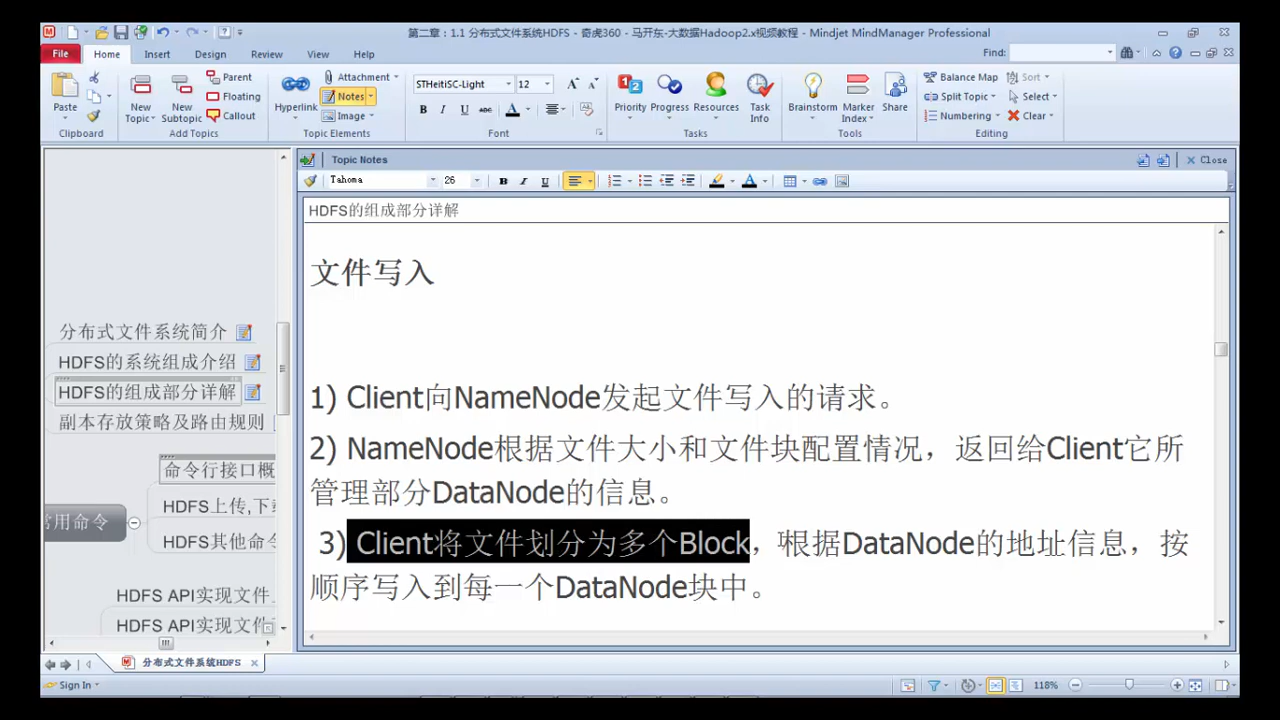 第二章：1.1 分布式文件系统HDFS - 奇虎360 - 马开东-大数据Hadoop2.x视频教程 - Mindjet MindManager Professional
File Home Insert Design Review View Help Find:
Paste New Topic New Subtopic Parent Floating Callout Hyperlink Attachment Notes Image STHeitiSC-Light 12 B I U abc A Priority Progress Resources Task Info Brainstorm Marker Index Share Balance Map Split Topic Numbering Sort Select Clear
Clipboard Add Topics Topic Elements Font Tasks Tools Editing
Topic Notes Close
Tahoma 26 B I U A
HDFS的组成部分详解
文件写入
1) Client向NameNode发起文件写入的请求。
2) NameNode根据文件大小和文件块配置情况，返回给Client它所
管理部分DataNode的信息。
3) Client将文件划分为多个Block，根据DataNode的地址信息，按
顺序写入到每一个DataNode块中。
分布式文件系统简介
HDFS的系统组成介绍
HDFS的组成部分详解
副本存放策略及路由规则
命令行接口概
HDFS上传,下
常用命令
HDFS其他命令
HDFS API实现文件
HDFS API实现文件
分布式文件系统HDFS
Sign In 118%